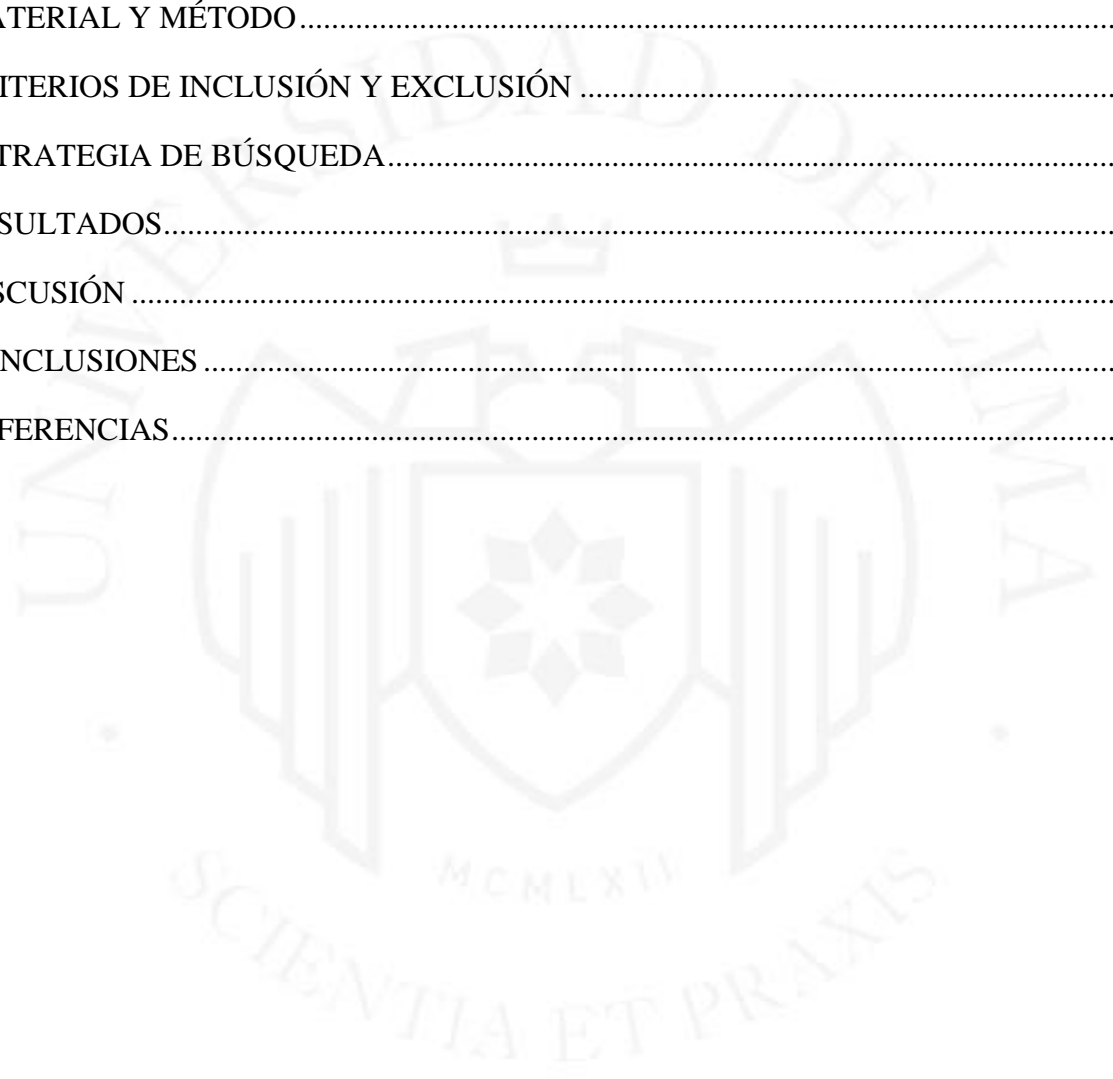 ATERIAL Y MÉTODO
ITERIOS DE INCLUSIÓN Y EXCLUSIÓN
TRATEGIA DE BÚSQUEDA
SULTADOS
SCUSIÓN
NCLUSIONES
FERENCIAS
UNIVERSIDAD DE LIMA
MCMLXII
SCIENTIA ET PRAXIS